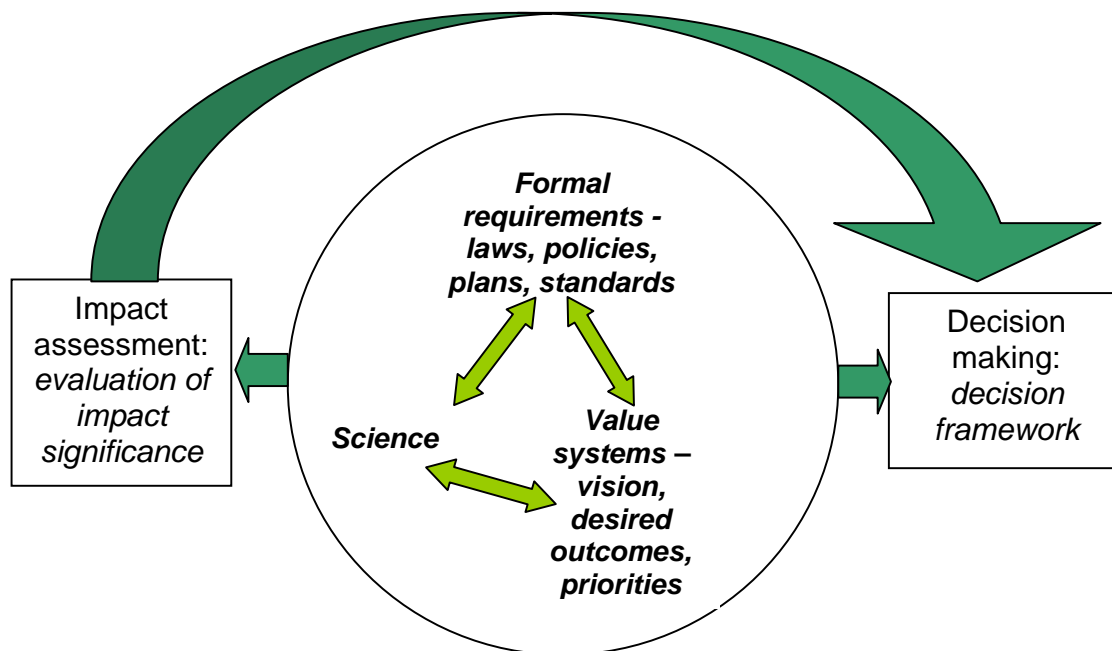 Formal
requirements -
laws, policies,
plans, standards
Impact
assessment:
evaluation of
impact
significance
Science
Value
systems –
vision,
desired
outcomes,
priorities
Decision
making:
decision
framework